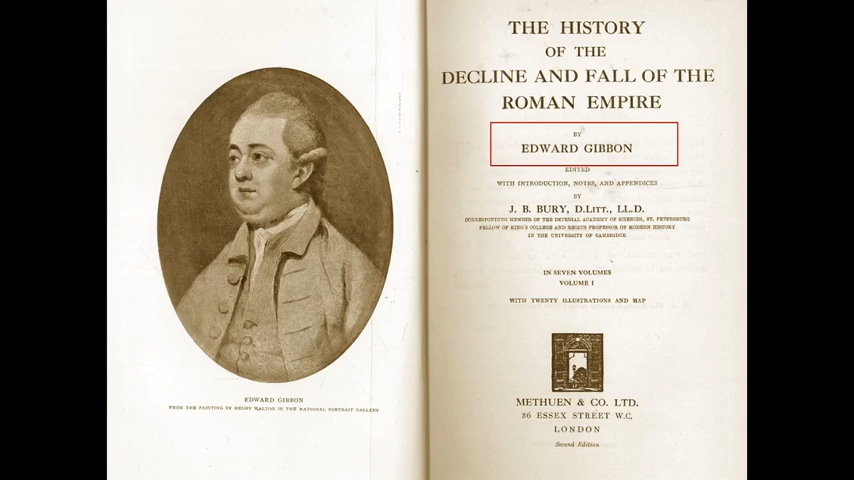 EDWARD GIBBON
FROM THE PAINTING BY HENRY WALTON IN THE NATIONAL PORTRAIT GALLERY
THE HISTORY
OF THE
DECLINE AND FALL OF THE
ROMAN EMPIRE
BY
EDWARD GIBBON
EDITED
WITH INTRODUCTION, NOTES, AND APPENDICES
BY
J. B. BURY, D.LITT., LL.D.
CORRESPONDING MEMBER OF THE IMPERIAL ACADEMY OF SCIENCES, ST. PETERSBURG
FELLOW OF KING'S COLLEGE AND REGIUS PROFESSOR OF MODERN HISTORY
IN THE UNIVERSITY OF CAMBRIDGE
IN SEVEN VOLUMES
VOLUME I
WITH TWENTY ILLUSTRATIONS AND MAP
METHUEN & CO. LTD.
36 ESSEX STREET W.C.
LONDON
Second Edition